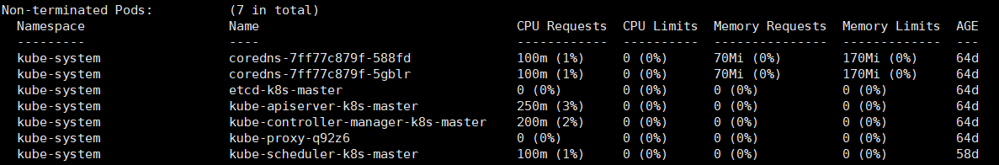 Non-terminated Pods:          (7 in total)
  Namespace                   Name                                  CPU Requests  CPU Limits  Memory Requests  Memory Limits  AGE
  ---------                   ----                                  ------------  ----------  ---------------  -------------  ---
  kube-system                 coredns-7ff77c879f-588fd              100m (1%)     0 (0%)      70Mi (0%)        170Mi (0%)     64d
  kube-system                 coredns-7ff77c879f-5gblr              100m (1%)     0 (0%)      70Mi (0%)        170Mi (0%)     64d
  kube-system                 etcd-k8s-master                       0 (0%)        0 (0%)      0 (0%)           0 (0%)         64d
  kube-system                 kube-apiserver-k8s-master             250m (3%)     0 (0%)      0 (0%)           0 (0%)         64d
  kube-system                 kube-controller-manager-k8s-master    200m (2%)     0 (0%)      0 (0%)           0 (0%)         64d
  kube-system                 kube-proxy-q92z6                      0 (0%)        0 (0%)      0 (0%)           0 (0%)         64d
  kube-system                 kube-scheduler-k8s-master             100m (1%)     0 (0%)      0 (0%)           0 (0%)         58d